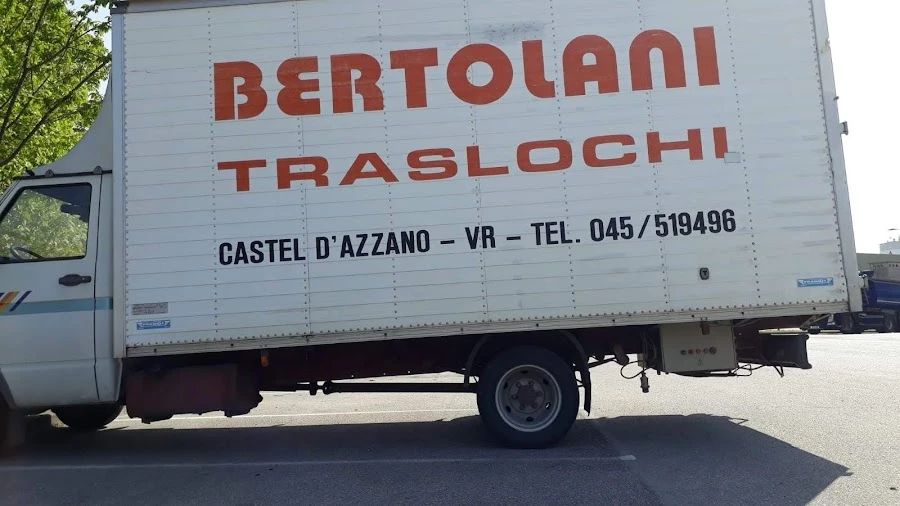 BERTOLANI
TRASLOCHI
CASTEL D'AZZANO – VR – TEL. 045/519496